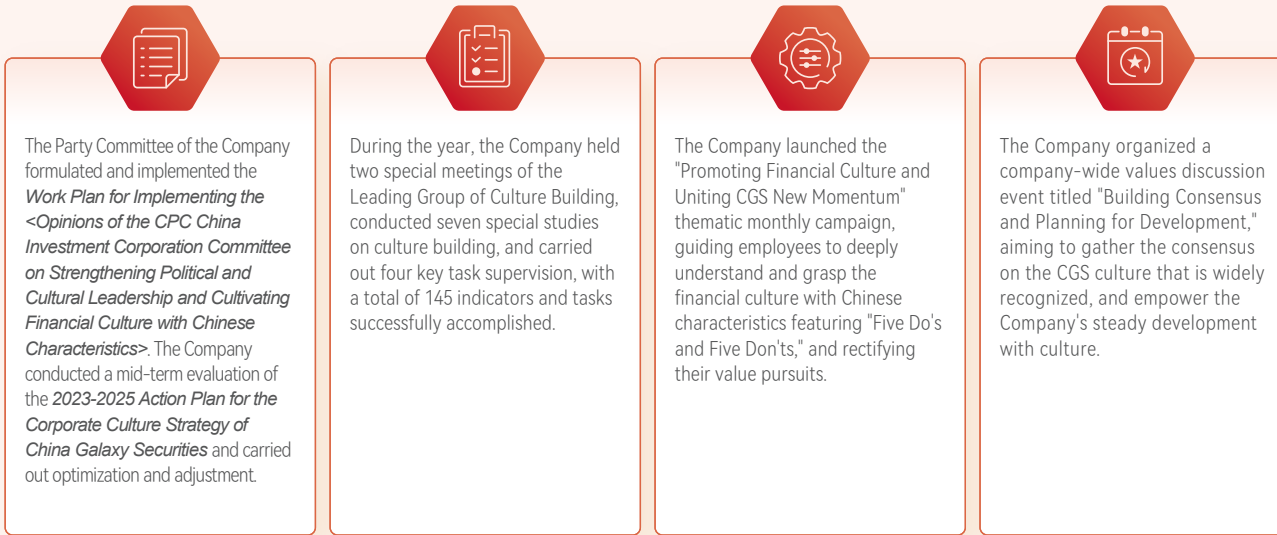 The Party Committee of the Company
formulated and implemented the
Work Plan for Implementing the
<Opinions of the CPC China
Investment Corporation Committee
on Strengthening Political and
Cultural Leadership and Cultivating
Financial Culture with Chinese
Characteristics>. The Company
conducted a mid-term evaluation of
the 2023-2025 Action Plan for the
Corporate Culture Strategy of
China Galaxy Securities and carried
out optimization and adjustment.
During the year, the Company held
two special meetings of the
Leading Group of Culture Building,
conducted seven special studies
on culture building, and carried
out four key task supervision, with
a total of 145 indicators and tasks
successfully accomplished.
The Company launched the
"Promoting Financial Culture and
Uniting CGS New Momentum"
thematic monthly campaign,
guiding employees to deeply
understand and grasp the
financial culture with Chinese
characteristics featuring "Five Do's
and Five Don'ts," and rectifying
their value pursuits.
The Company organized a
company-wide values discussion
event titled "Building Consensus
and Planning for Development,"
aiming to gather the consensus
on the CGS culture that is widely
recognized, and empower the
Company's steady development
with culture.